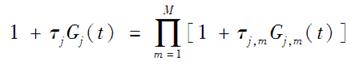 1 + τ_j G_j(t) = ∏_{m=1}^{M} [1 + τ_{j,m} G_{j,m}(t)]